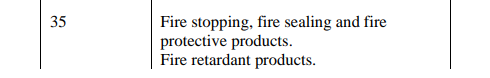 35 Fire stopping, fire sealing and fire
protective products.
Fire retardant products.